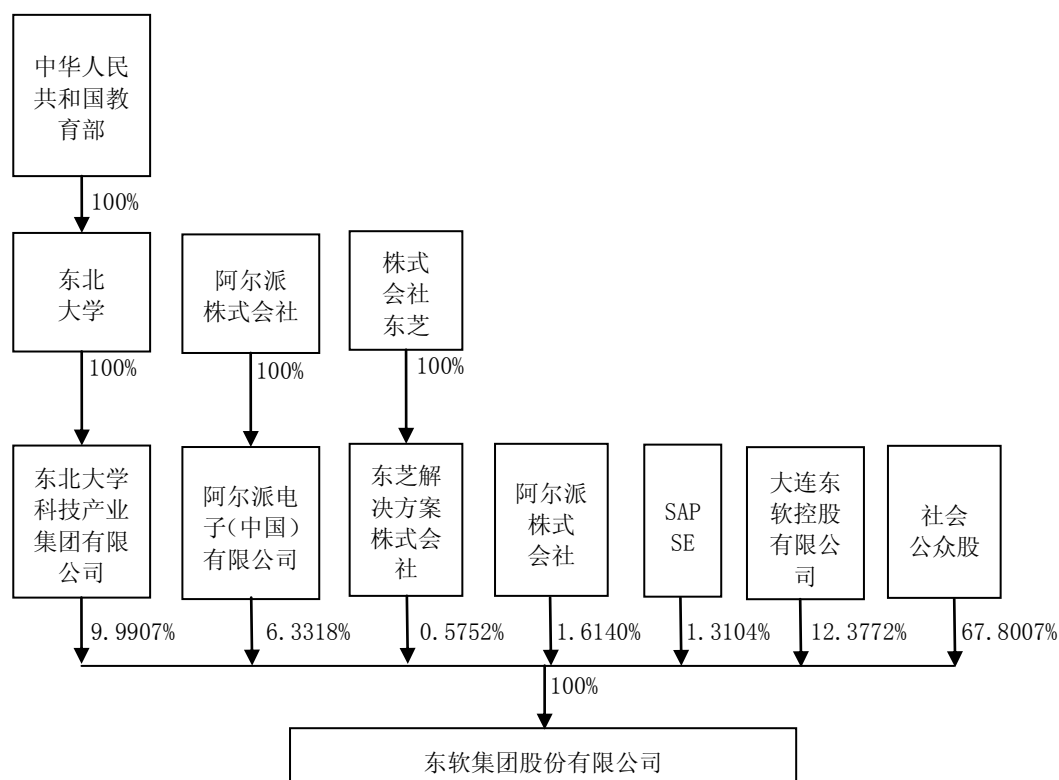 中华人民
共和国教
育部
100%
东北
大学
阿尔派
株式会社
株式
会社
东芝
100%
100%
100%
东北大学
科技产业
集团有限
公司
阿尔派电
子(中国)
有限公司
东芝解
决方案
株式会
社
阿尔派
株式
会社
SAP
SE
大连东
软控股
有限公
司
社会
公众股
9.9907%
6.3318%
0.5752%
1.6140%
1.3104%
12.3772%
67.8007%
100%
东软集团股份有限公司